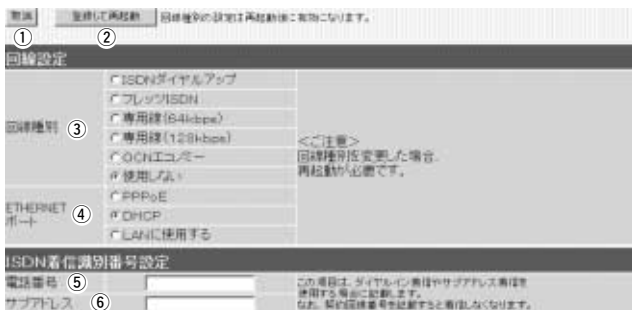 取消 登録して再起動 回線種別の設定は再起動後に有効になります。
① ②
回線設定
回線種別 ③
ISDNダイヤルアップ
フレッツISDN
専用線(64kbps)
専用線(128kbps)
OCNエコノミー
使用しない
<ご注意>
回線種別を変更した場合、
再起動が必要です。
ETHERNET
ポート ④
PPPoE
DHCP
LANに使用する
ISDN着信識別番号設定
電話番号 ⑤
サブアドレス ⑥
この項目は、ダイヤルイン着信やサブアドレス着信を
使用する場合に記載します。
なお、契約回線番号を記載すると着信しなくなります。